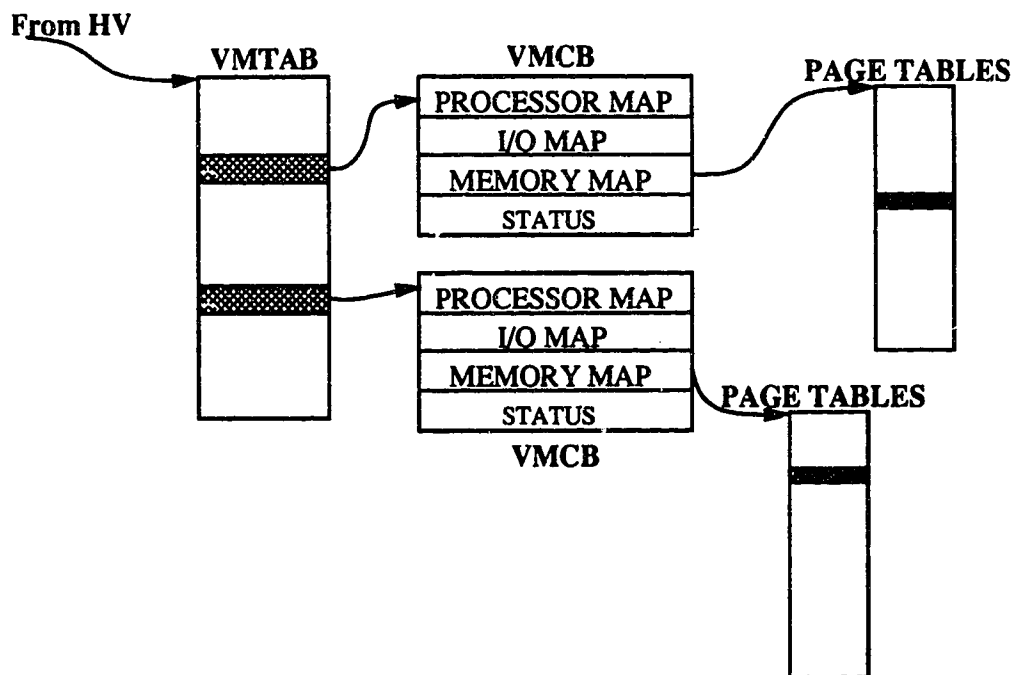 From HV
VMTAB
VMCB
PROCESSOR MAP
I/O MAP
MEMORY MAP
STATUS
PAGE TABLES
PROCESSOR MAP
I/O MAP
MEMORY MAP
STATUS
VMCB
PAGE TABLES